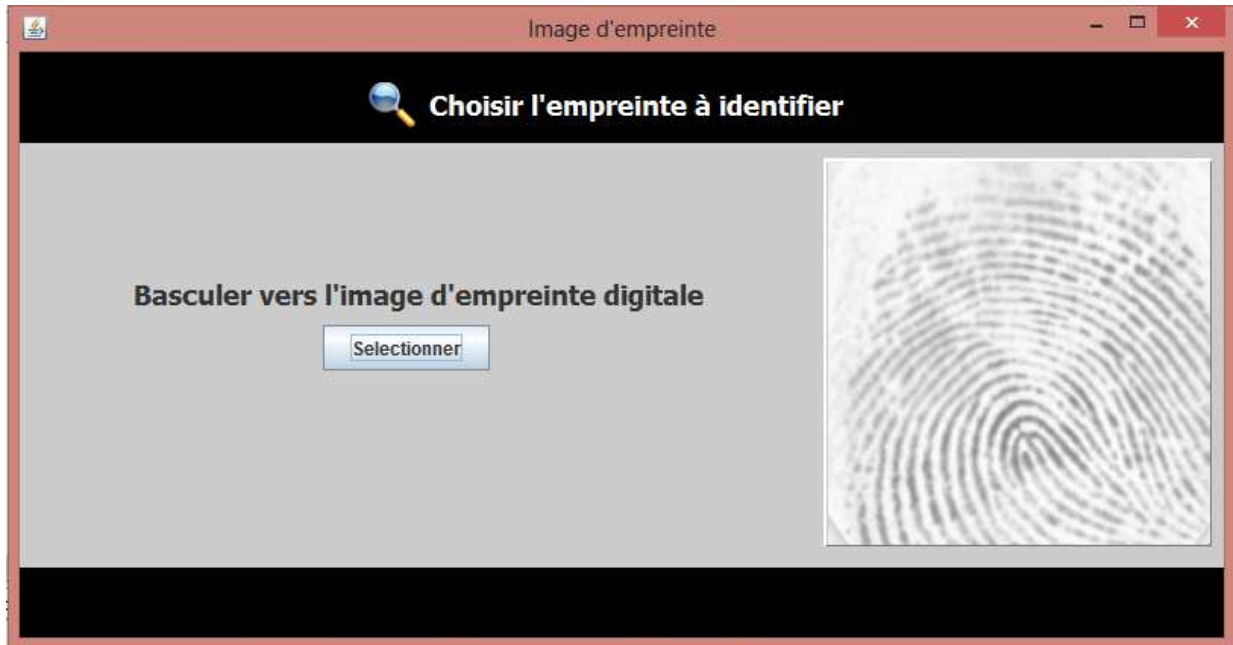 Image d'empreinte
Choisir l'empreinte à identifier
Basculer vers l'image d'empreinte digitale
Selectionner